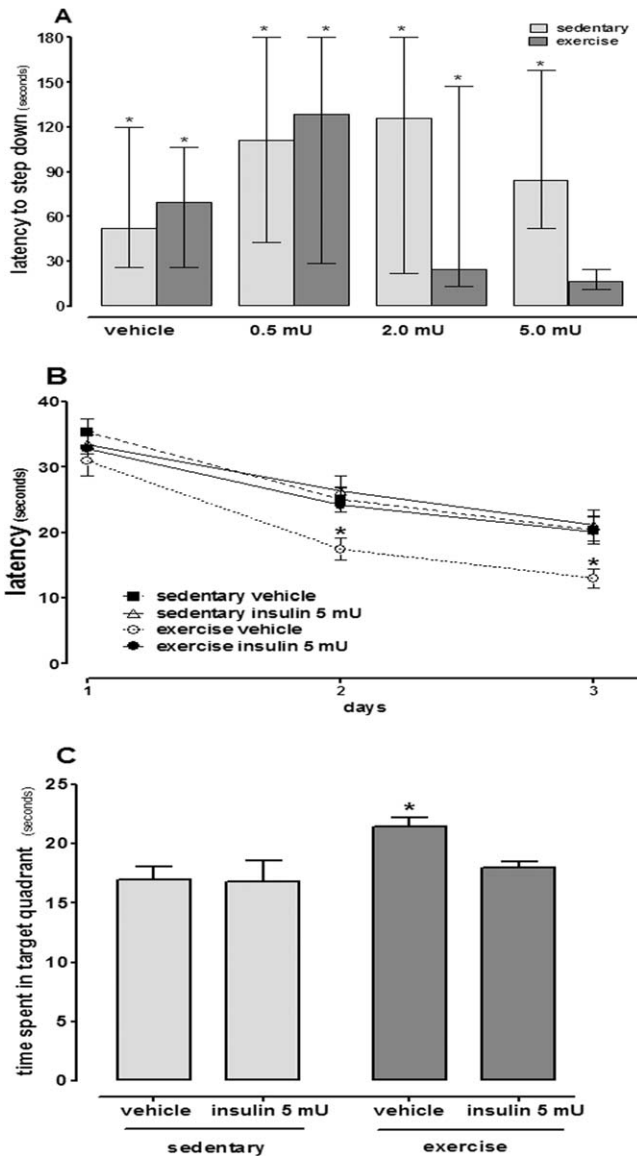 A
sedentary
exercise
latency to step down (seconds)
180
150
120
90
60
30
0
* * * * * * *
vehicle 0.5 mU 2.0 mU 5.0 mU
B
latency (seconds)
40
30
20
10
0
*
*
sedentary vehicle
sedentary insulin 5 mU
exercise vehicle
exercise insulin 5 mU
1 2 3
days
C
time spent in target quadrant (seconds)
25
20
15
10
5
0
*
vehicle insulin 5 mU vehicle insulin 5 mU
sedentary exercise